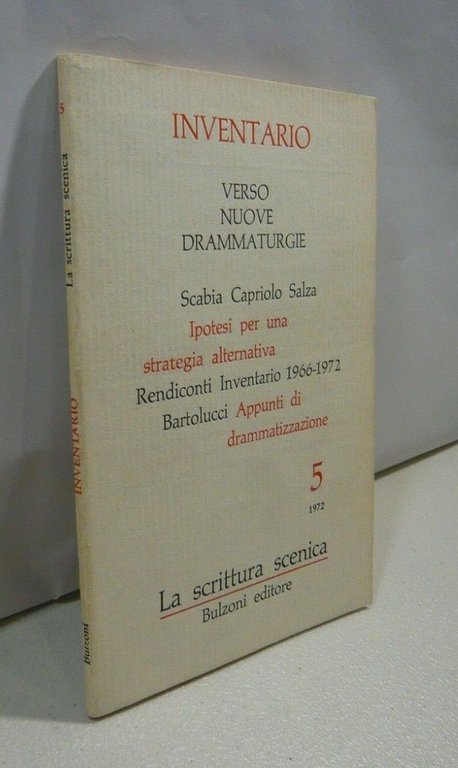 INVENTARIO
VERSO
NUOVE
DRAMMATURGIE
Scabia Capriolo Salza
Ipotesi per una
strategia alternativa
Rendiconti Inventario 1966-1972
Bartolucci Appunti di
drammatizzazione
5
1972
La scrittura scenica
Bulzoni editore
5
La scrittura scenica
INVENTARIO
Bulzoni